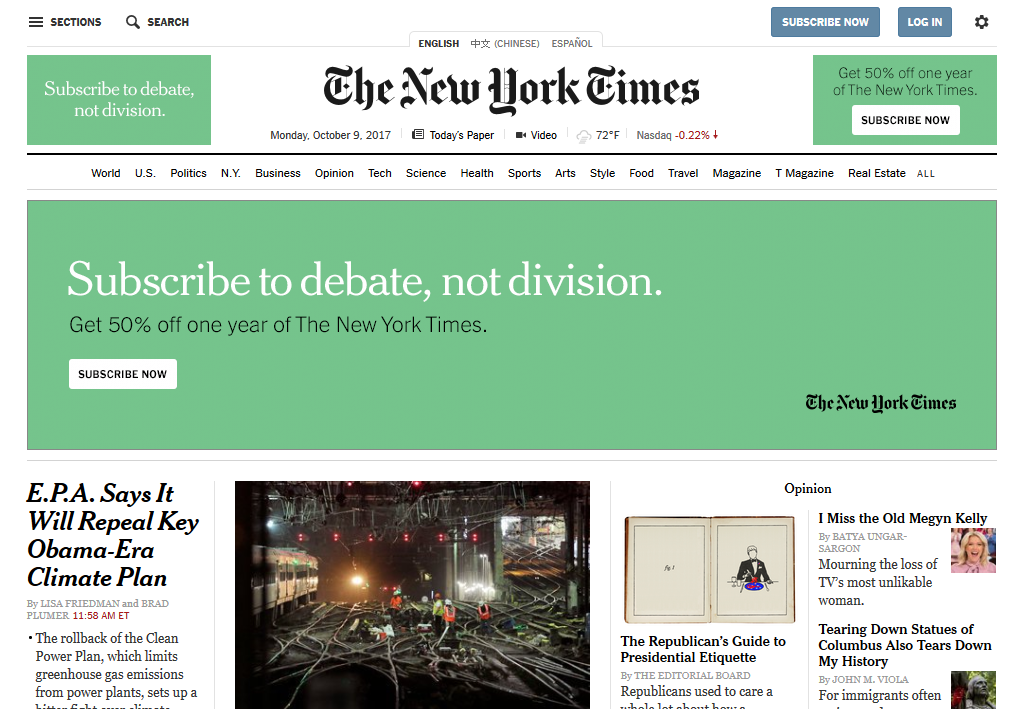 SECTIONS
SEARCH
SUBSCRIBE NOW
LOG IN
ENGLISH
中文 (CHINESE)
ESPAÑOL
Subscribe to debate,
not division.
The New York Times
Get 50% off one year
of The New York Times.
SUBSCRIBE NOW
Monday, October 9, 2017
Today's Paper
Video
72°F
Nasdaq -0.22%
World U.S. Politics N.Y. Business Opinion Tech Science Health Sports Arts Style Food Travel Magazine T Magazine Real Estate ALL
Subscribe to debate, not division.
Get 50% off one year of The New York Times.
SUBSCRIBE NOW
The New York Times
E.P.A. Says It
Will Repeal Key
Obama-Era
Climate Plan
By LISA FRIEDMAN and BRAD
PLUMER 11:58 AM ET
• The rollback of the Clean
Power Plan, which limits
greenhouse gas emissions
from power plants, sets up a
Opinion
fig. 1
The Republican's Guide to
Presidential Etiquette
By THE EDITORIAL BOARD
Republicans used to care a
whole lot about how a
I Miss the Old Megyn Kelly
By BATYA UNGAR-
SARGON
Mourning the loss of
TV's most unlikable
woman.
Tearing Down Statues of
Columbus Also Tears Down
My History
By JOHN M. VIOLA
For immigrants often